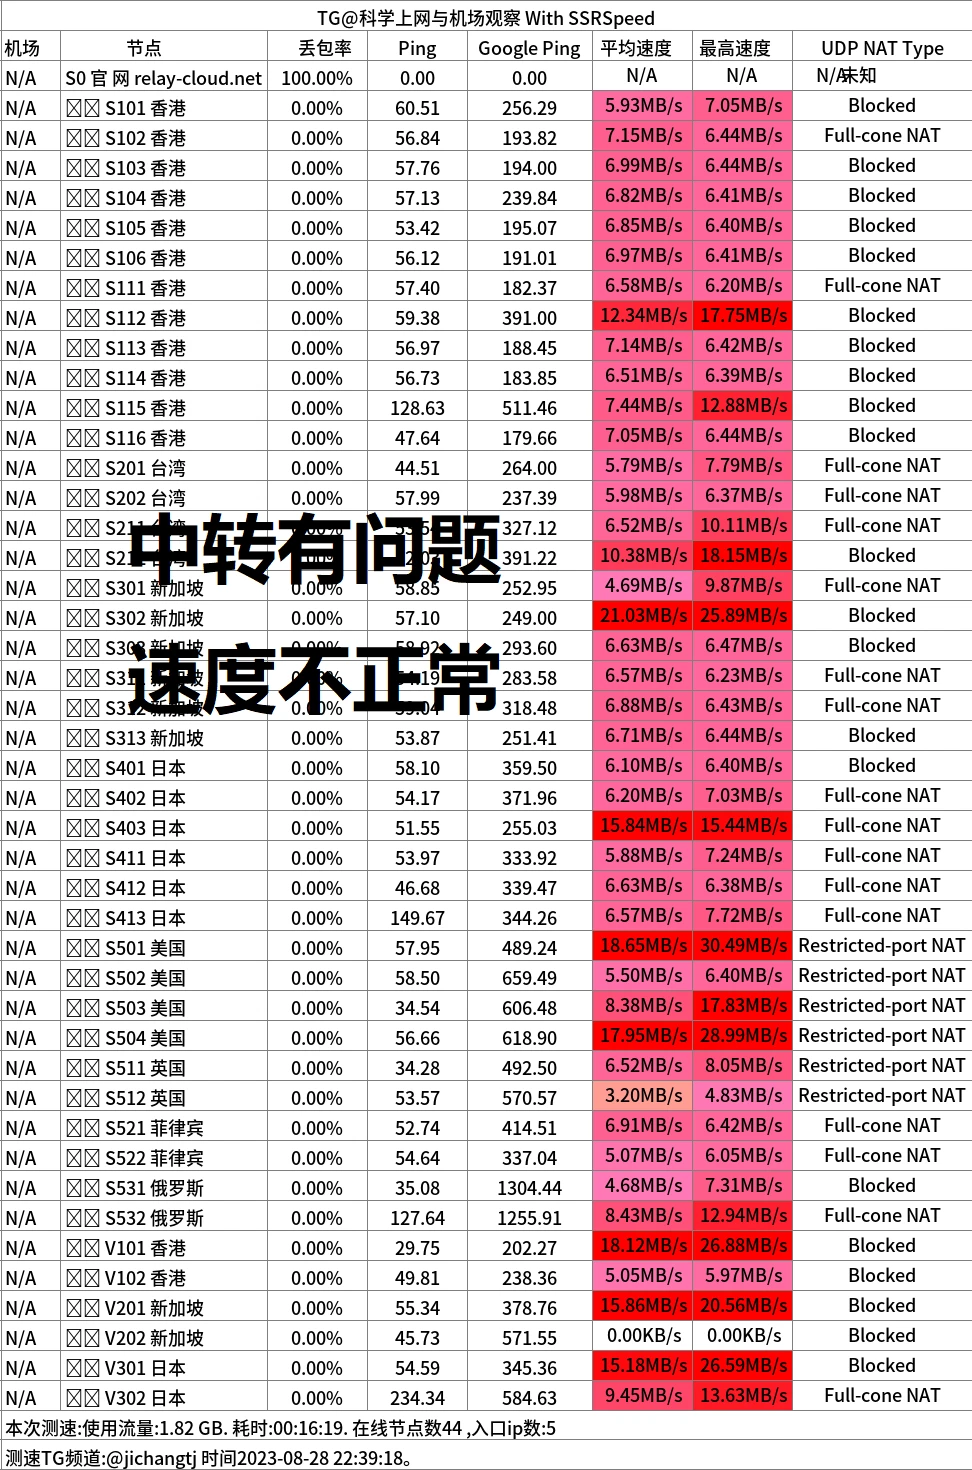 TG@科学上网与机场观察 With SSRSpeed
机场 节点 丢包率 Ping Google Ping 平均速度 最高速度 UDP NAT Type
N/A S0 官 网 relay-cloud.net 100.00% 0.00 0.00 N/A N/A N/A未知
N/A S101 香港 0.00% 60.51 256.29 5.93MB/s 7.05MB/s Blocked
N/A S102 香港 0.00% 56.84 193.82 7.15MB/s 6.44MB/s Full-cone NAT
N/A S103 香港 0.00% 57.76 194.00 6.99MB/s 6.44MB/s Blocked
N/A S104 香港 0.00% 57.13 239.84 6.82MB/s 6.41MB/s Blocked
N/A S105 香港 0.00% 53.42 195.07 6.85MB/s 6.40MB/s Blocked
N/A S106 香港 0.00% 56.12 191.01 6.97MB/s 6.41MB/s Blocked
N/A S111 香港 0.00% 57.40 182.37 6.58MB/s 6.20MB/s Full-cone NAT
N/A S112 香港 0.00% 59.38 391.00 12.34MB/s 17.75MB/s Blocked
N/A S113 香港 0.00% 56.97 188.45 7.14MB/s 6.42MB/s Blocked
N/A S114 香港 0.00% 56.73 183.85 6.51MB/s 6.39MB/s Blocked
N/A S115 香港 0.00% 128.63 511.46 7.44MB/s 12.88MB/s Blocked
N/A S116 香港 0.00% 47.64 179.66 7.05MB/s 6.44MB/s Blocked
N/A S201 台湾 0.00% 44.51 264.00 5.79MB/s 7.79MB/s Full-cone NAT
N/A S202 台湾 0.00% 57.99 237.39 5.98MB/s 6.37MB/s Full-cone NAT
N/A S211 台湾 0.00% 327.12 6.52MB/s 10.11MB/s Full-cone NAT
中转有问题
N/A 台湾 391.22 10.38MB/s 18.15MB/s Blocked
N/A S301 新加坡 0.00% 58.85 252.95 4.69MB/s 9.87MB/s Full-cone NAT
N/A S302 新加坡 0.00% 57.10 249.00 21.03MB/s 25.89MB/s Blocked
N/A S303 新加坡 0.00% 58.92 293.60 6.63MB/s 6.47MB/s Blocked
速度不正常
N/A S311 新加坡 54.19 283.58 6.57MB/s 6.23MB/s Full-cone NAT
N/A S312 新加坡 0.00% 318.48 6.88MB/s 6.43MB/s Full-cone NAT
N/A S313 新加坡 0.00% 53.87 251.41 6.71MB/s 6.44MB/s Blocked
N/A S401 日本 0.00% 58.10 359.50 6.10MB/s 6.40MB/s Blocked
N/A S402 日本 0.00% 54.17 371.96 6.20MB/s 7.03MB/s Full-cone NAT
N/A S403 日本 0.00% 51.55 255.03 15.84MB/s 15.44MB/s Full-cone NAT
N/A S411 日本 0.00% 53.97 333.92 5.88MB/s 7.24MB/s Full-cone NAT
N/A S412 日本 0.00% 46.68 339.47 6.63MB/s 6.38MB/s Full-cone NAT
N/A S413 日本 0.00% 149.67 344.26 6.57MB/s 7.72MB/s Full-cone NAT
N/A S501 美国 0.00% 57.95 489.24 18.65MB/s 30.49MB/s Restricted-port NAT
N/A S502 美国 0.00% 58.50 659.49 5.50MB/s 6.40MB/s Restricted-port NAT
N/A S503 美国 0.00% 34.54 606.48 8.38MB/s 17.83MB/s Restricted-port NAT
N/A S504 美国 0.00% 56.66 618.90 17.95MB/s 28.99MB/s Restricted-port NAT
N/A S511 英国 0.00% 34.28 492.50 6.52MB/s 8.05MB/s Restricted-port NAT
N/A S512 英国 0.00% 53.57 570.57 3.20MB/s 4.83MB/s Restricted-port NAT
N/A S521 菲律宾 0.00% 52.74 414.51 6.91MB/s 6.42MB/s Full-cone NAT
N/A S522 菲律宾 0.00% 54.64 337.04 5.07MB/s 6.05MB/s Full-cone NAT
N/A S531 俄罗斯 0.00% 35.08 1304.44 4.68MB/s 7.31MB/s Blocked
N/A S532 俄罗斯 0.00% 127.64 1255.91 8.43MB/s 12.94MB/s Full-cone NAT
N/A V101 香港 0.00% 29.75 202.27 18.12MB/s 26.88MB/s Blocked
N/A V102 香港 0.00% 49.81 238.36 5.05MB/s 5.97MB/s Blocked
N/A V201 新加坡 0.00% 55.34 378.76 15.86MB/s 20.56MB/s Blocked
N/A V202 新加坡 0.00% 45.73 571.55 0.00KB/s 0.00KB/s Blocked
N/A V301 日本 0.00% 54.59 345.36 15.18MB/s 26.59MB/s Blocked
N/A V302 日本 0.00% 234.34 584.63 9.45MB/s 13.63MB/s Full-cone NAT
本次测速:使用流量:1.82 GB. 耗时:00:16:19. 在线节点数44 ,入口ip数:5
测速TG频道:@jichangtj 时间2023-08-28 22:39:18。